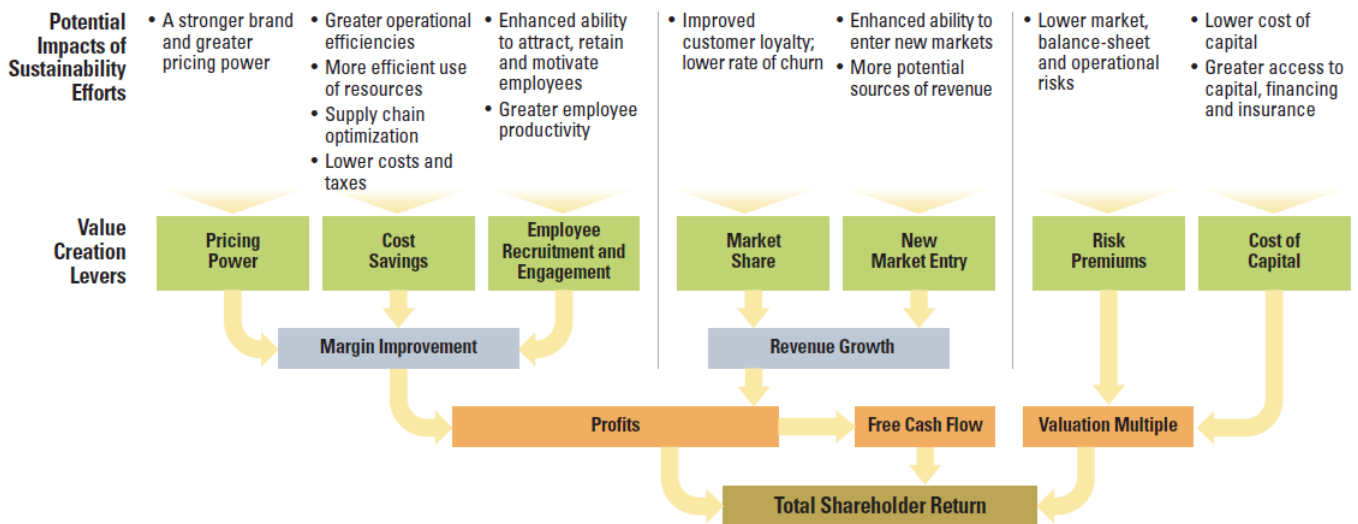 Potential
Impacts of
Sustainability
Efforts
• A stronger brand
and greater
pricing power
• Greater operational
efficiencies
• More efficient use
of resources
• Supply chain
optimization
• Lower costs and
taxes
• Enhanced ability
to attract, retain
and motivate
employees
• Greater employee
productivity
• Improved
customer loyalty;
lower rate of churn
• Enhanced ability to
enter new markets
• More potential
sources of revenue
• Lower market,
balance-sheet
and operational
risks
• Lower cost of
capital
• Greater access to
capital, financing
and insurance
Value
Creation
Levers
Pricing
Power
Cost
Savings
Employee
Recruitment and
Engagement
Market
Share
New
Market Entry
Risk
Premiums
Cost of
Capital
Margin Improvement
Revenue Growth
Profits
Free Cash Flow
Valuation Multiple
Total Shareholder Return